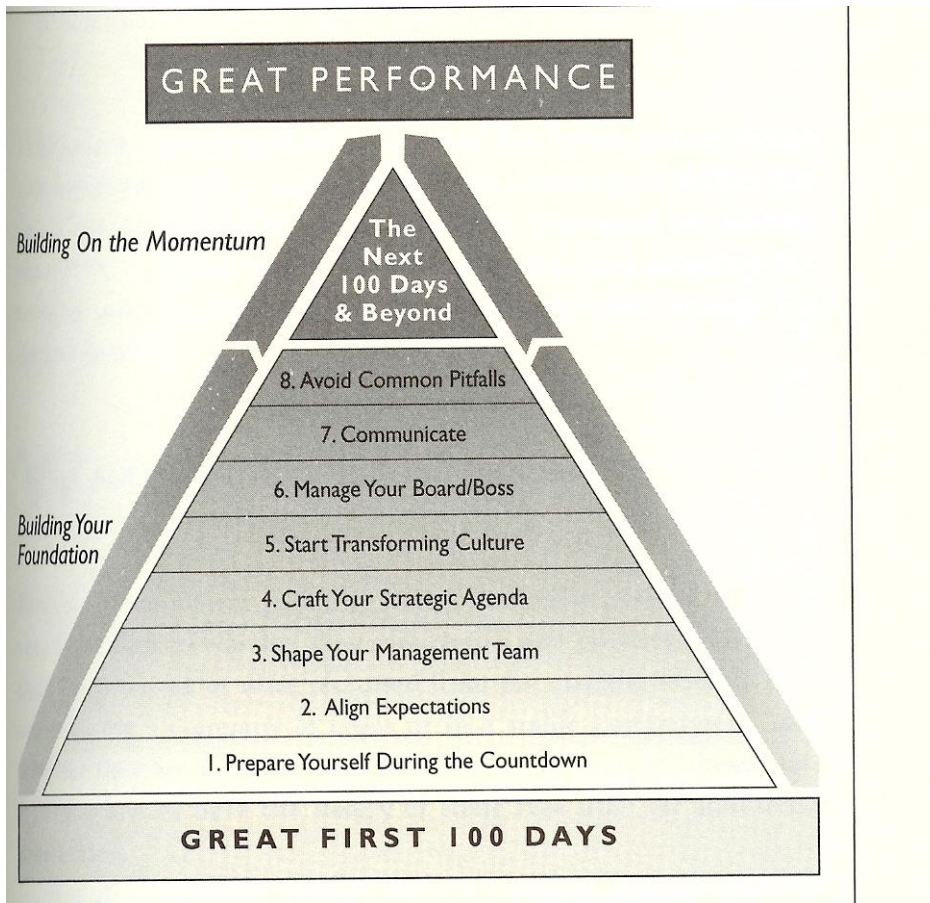 GREAT PERFORMANCE
Building On the Momentum
The
Next
100 Days
& Beyond
8. Avoid Common Pitfalls
7. Communicate
6. Manage Your Board/Boss
Building Your
Foundation
5. Start Transforming Culture
4. Craft Your Strategic Agenda
3. Shape Your Management Team
2. Align Expectations
1. Prepare Yourself During the Countdown
GREAT FIRST 100 DAYS